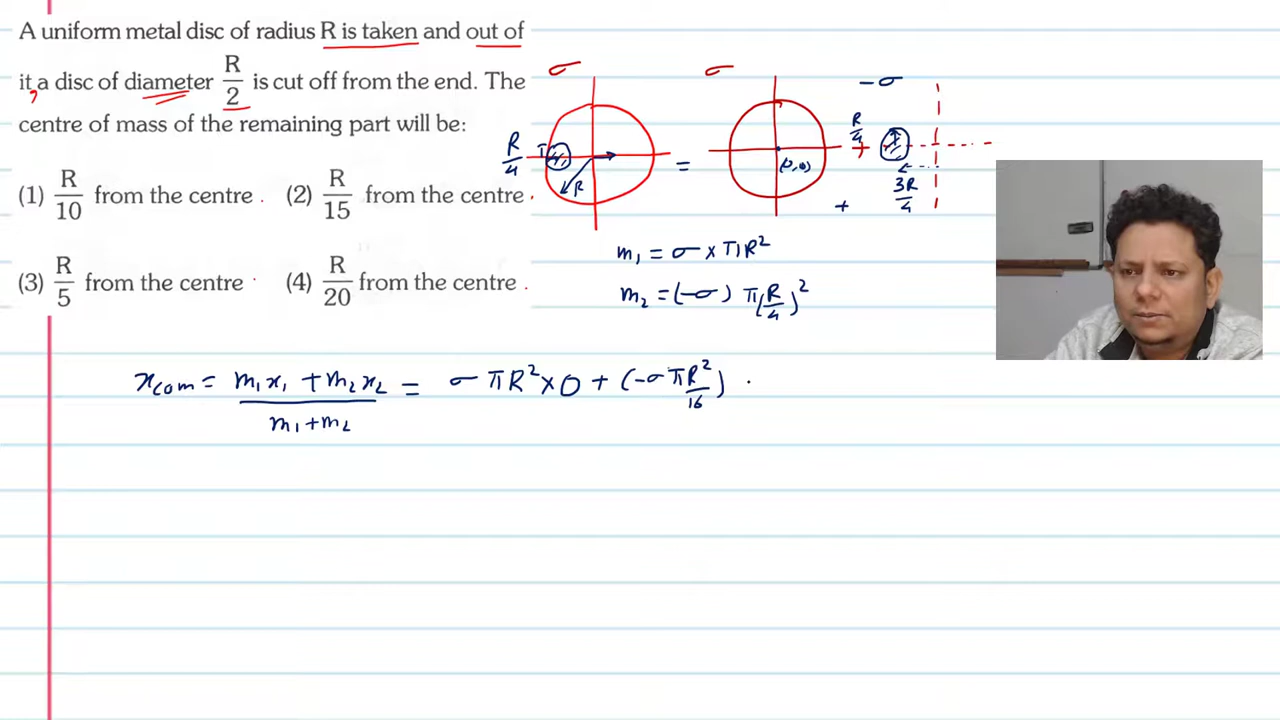 A uniform metal disc of radius R is taken and out of
it, a disc of diameter R/2 is cut off from the end. The
centre of mass of the remaining part will be:
(1) R/10 from the centre. (2) R/15 from the centre.
(3) R/5 from the centre. (4) R/20 from the centre.
σ σ -σ
R/4 R = (0,0) + R/4
3R/4
+
m₁ = σ × πR²
m₂ = (-σ) π(R/4)²
x_com = (m₁x₁ + m₂x₂)/(m₁+m₂) = σ πR² × 0 + (-σ πR²/16) ·